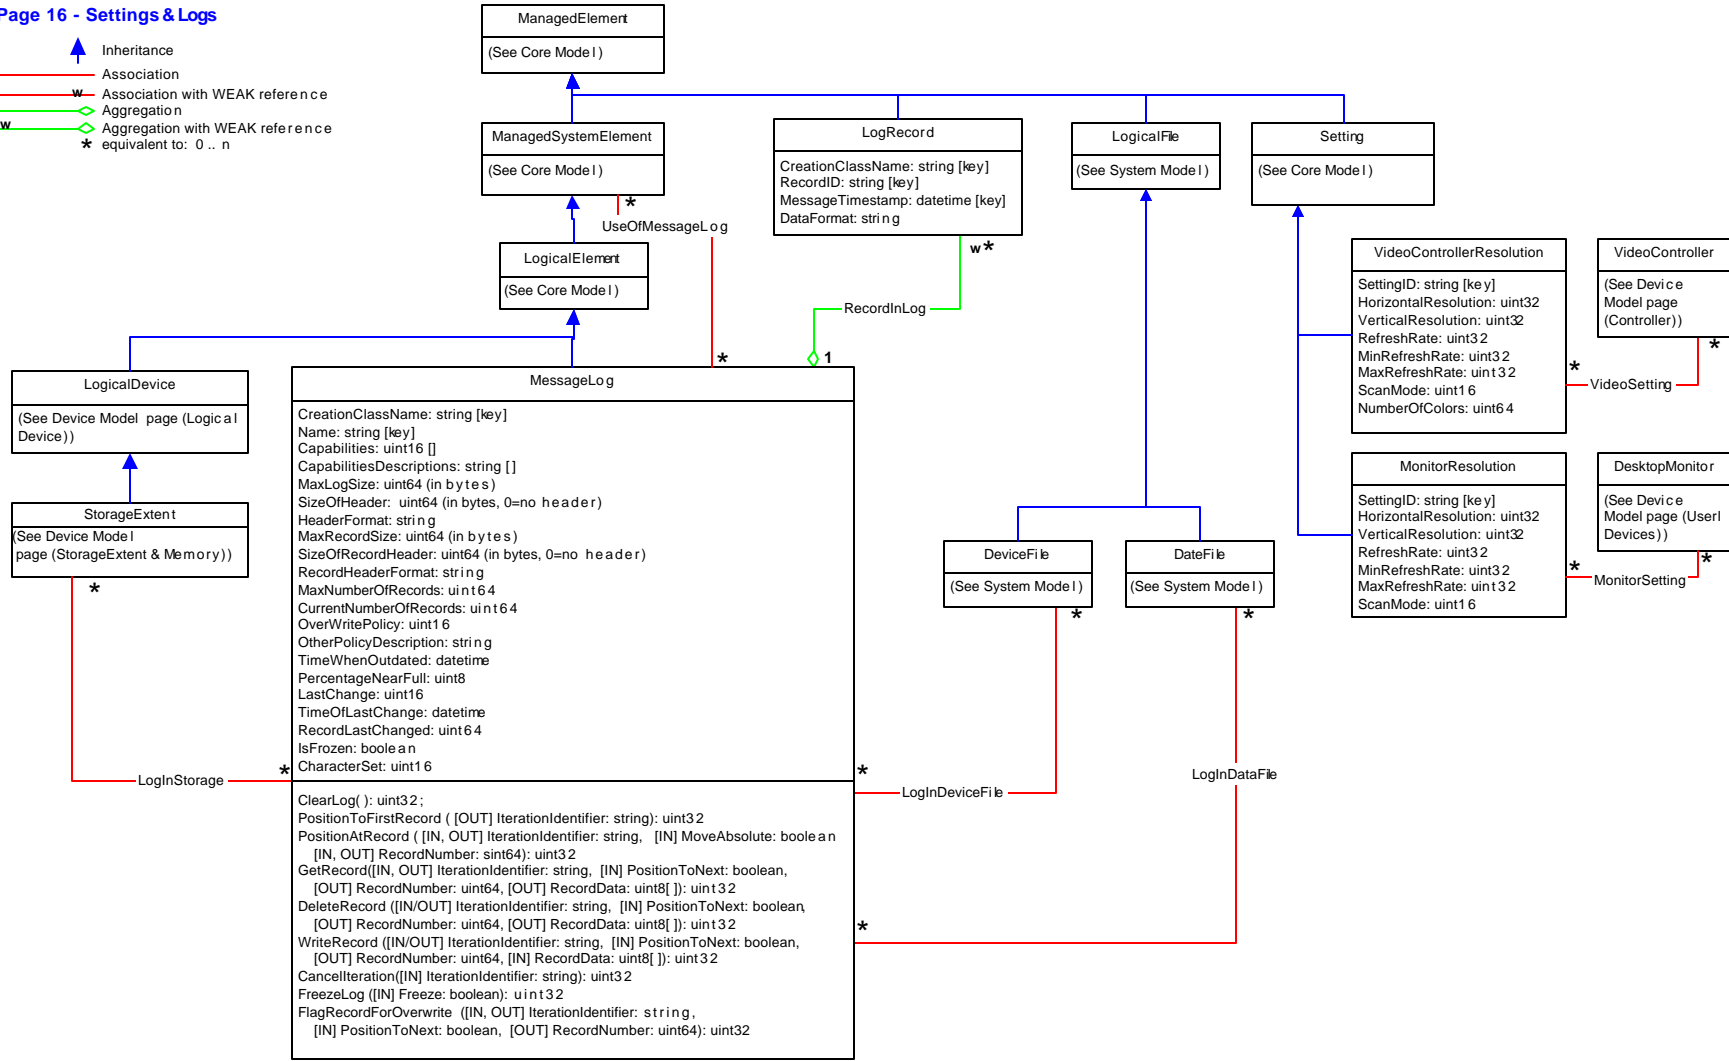 Page 16 - Settings & Logs
Inheritance
Association
w Association with WEAK reference
Aggregation
w Aggregation with WEAK reference
* equivalent to: 0 .. n
ManagedElement
(See Core Model)
ManagedSystemElement
(See Core Model)
*
UseOfMessageLog
*
LogicalElement
(See Core Model)
LogRecord
CreationClassName: string [key]
RecordID: string [key]
MessageTimestamp: datetime [key]
DataFormat: string
w *
RecordInLog
1
LogicalFile
(See System Model)
Setting
(See Core Model)
VideoControllerResolution
SettingID: string [key]
HorizontalResolution: uint32
VerticalResolution: uint32
RefreshRate: uint32
MinRefreshRate: uint32
MaxRefreshRate: uint32
ScanMode: uint16
NumberOfColors: uint64
*
VideoSetting
*
VideoController
(See Device
Model page
(Controller))
MonitorResolution
SettingID: string [key]
HorizontalResolution: uint32
VerticalResolution: uint32
RefreshRate: uint32
MinRefreshRate: uint32
MaxRefreshRate: uint32
ScanMode: uint16
*
MonitorSetting
*
DesktopMonitor
(See Device
Model page (UserI
Devices))
LogicalDevice
(See Device Model page (Logical
Device))
StorageExtent
(See Device Model
page (StorageExtent & Memory))
*
LogInStorage
*
MessageLog
CreationClassName: string [key]
Name: string [key]
Capabilities: uint16 []
CapabilitiesDescriptions: string []
MaxLogSize: uint64 (in bytes)
SizeOfHeader: uint64 (in bytes, 0=no header)
HeaderFormat: string
MaxRecordSize: uint64 (in bytes)
SizeOfRecordHeader: uint64 (in bytes, 0=no header)
RecordHeaderFormat: string
MaxNumberOfRecords: uint64
CurrentNumberOfRecords: uint64
OverWritePolicy: uint16
OtherPolicyDescription: string
TimeWhenOutdated: datetime
PercentageNearFull: uint8
LastChange: uint16
TimeOfLastChange: datetime
RecordLastChanged: uint64
IsFrozen: boolean
CharacterSet: uint16
ClearLog( ): uint32;
PositionToFirstRecord ( [OUT] IterationIdentifier: string): uint32
PositionAtRecord ( [IN, OUT] IterationIdentifier: string, [IN] MoveAbsolute: boolean
[IN, OUT] RecordNumber: sint64): uint32
GetRecord([IN, OUT] IterationIdentifier: string, [IN] PositionToNext: boolean,
[OUT] RecordNumber: uint64, [OUT] RecordData: uint8[ ]): uint32
DeleteRecord ([IN/OUT] IterationIdentifier: string, [IN] PositionToNext: boolean,
[OUT] RecordNumber: uint64, [OUT] RecordData: uint8[ ]): uint32
WriteRecord ([IN/OUT] IterationIdentifier: string, [IN] PositionToNext: boolean,
[OUT] RecordNumber: uint64, [IN] RecordData: uint8[ ]): uint32
CancelIteration([IN] IterationIdentifier: string): uint32
FreezeLog ([IN] Freeze: boolean): uint32
FlagRecordForOverwrite ([IN, OUT] IterationIdentifier: string,
[IN] PositionToNext: boolean, [OUT] RecordNumber: uint64): uint32
DeviceFile
(See System Model)
*
LogInDeviceFile
*
DateFile
(See System Model)
*
LogInDataFile
*